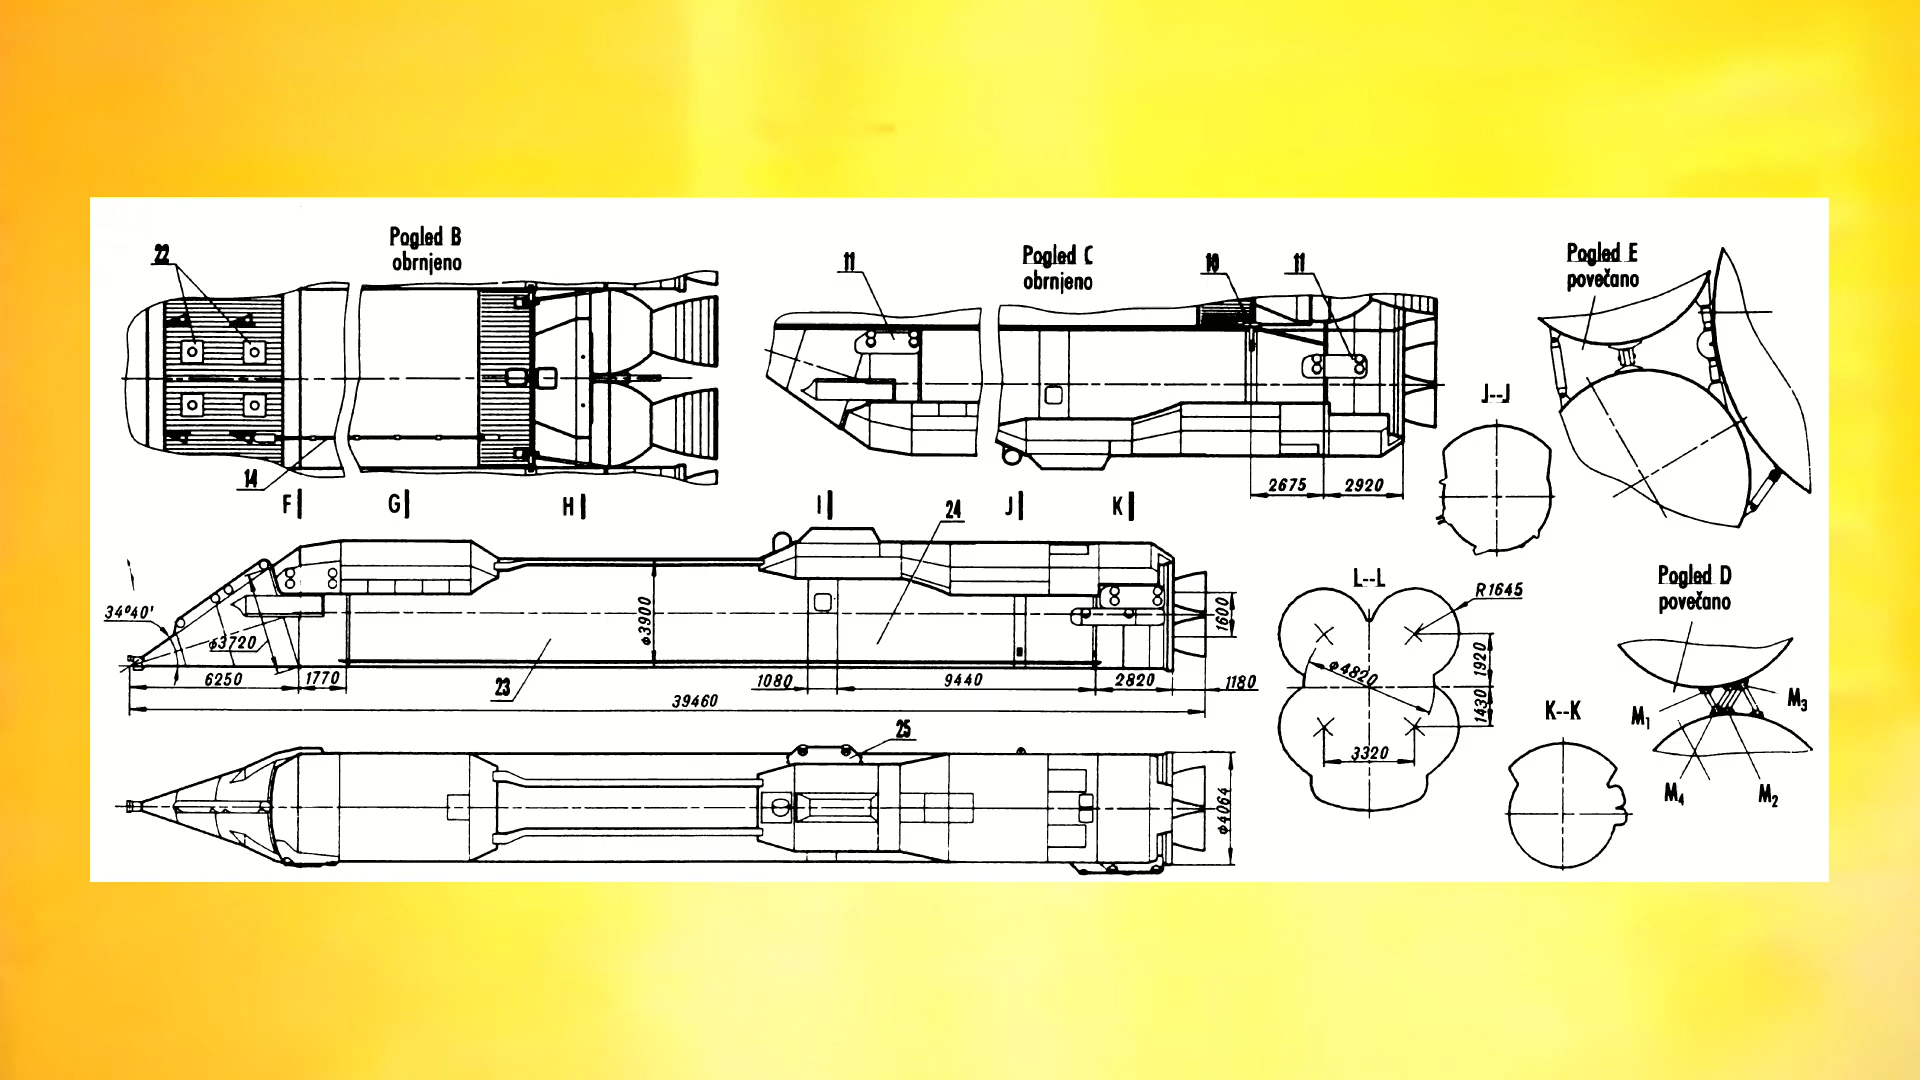 22
Pogled B
obrnjeno
14
11
Pogled C
obrnjeno
10
11
2675
2920
Pogled E
povečano
J--J
F
G
H
I
J
K
24
34°40'
ϕ3720
ϕ3900
1600
6250
1770
23
1080
9440
2820
1180
39460
25
ϕ4064
L--L
R1645
ϕ4820
1920
1430
3320
K--K
Pogled D
povečano
M1
M3
M4
M2